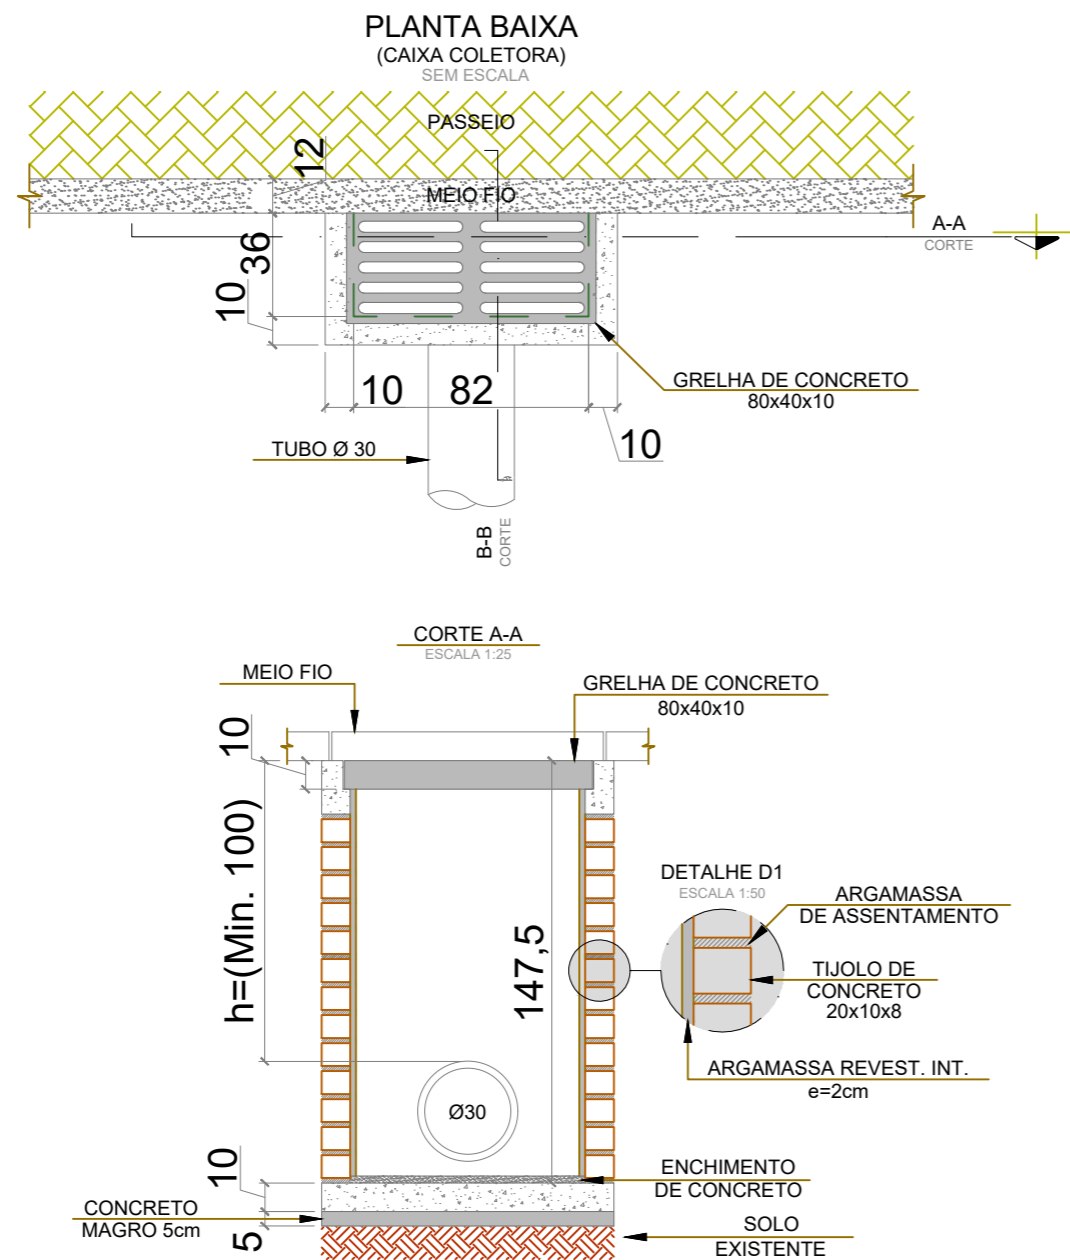 PLANTA BAIXA
(CAIXA COLETORA)
SEM ESCALA
PASSEIO
12
MEIO FIO
A-A
CORTE
36
10
GRELHA DE CONCRETO
80x40x10
10
82
10
TUBO Ø 30
B-B
CORTE
CORTE A-A
ESCALA 1:25
MEIO FIO
GRELHA DE CONCRETO
80x40x10
10
h=(Min. 100)
147,5
DETALHE D1
ESCALA 1:50
ARGAMASSA
DE ASSENTAMENTO
TIJOLO DE
CONCRETO
20x10x8
ARGAMASSA REVEST. INT.
e=2cm
Ø30
10
ENCHIMENTO
DE CONCRETO
CONCRETO
MAGRO 5cm
5
SOLO
EXISTENTE